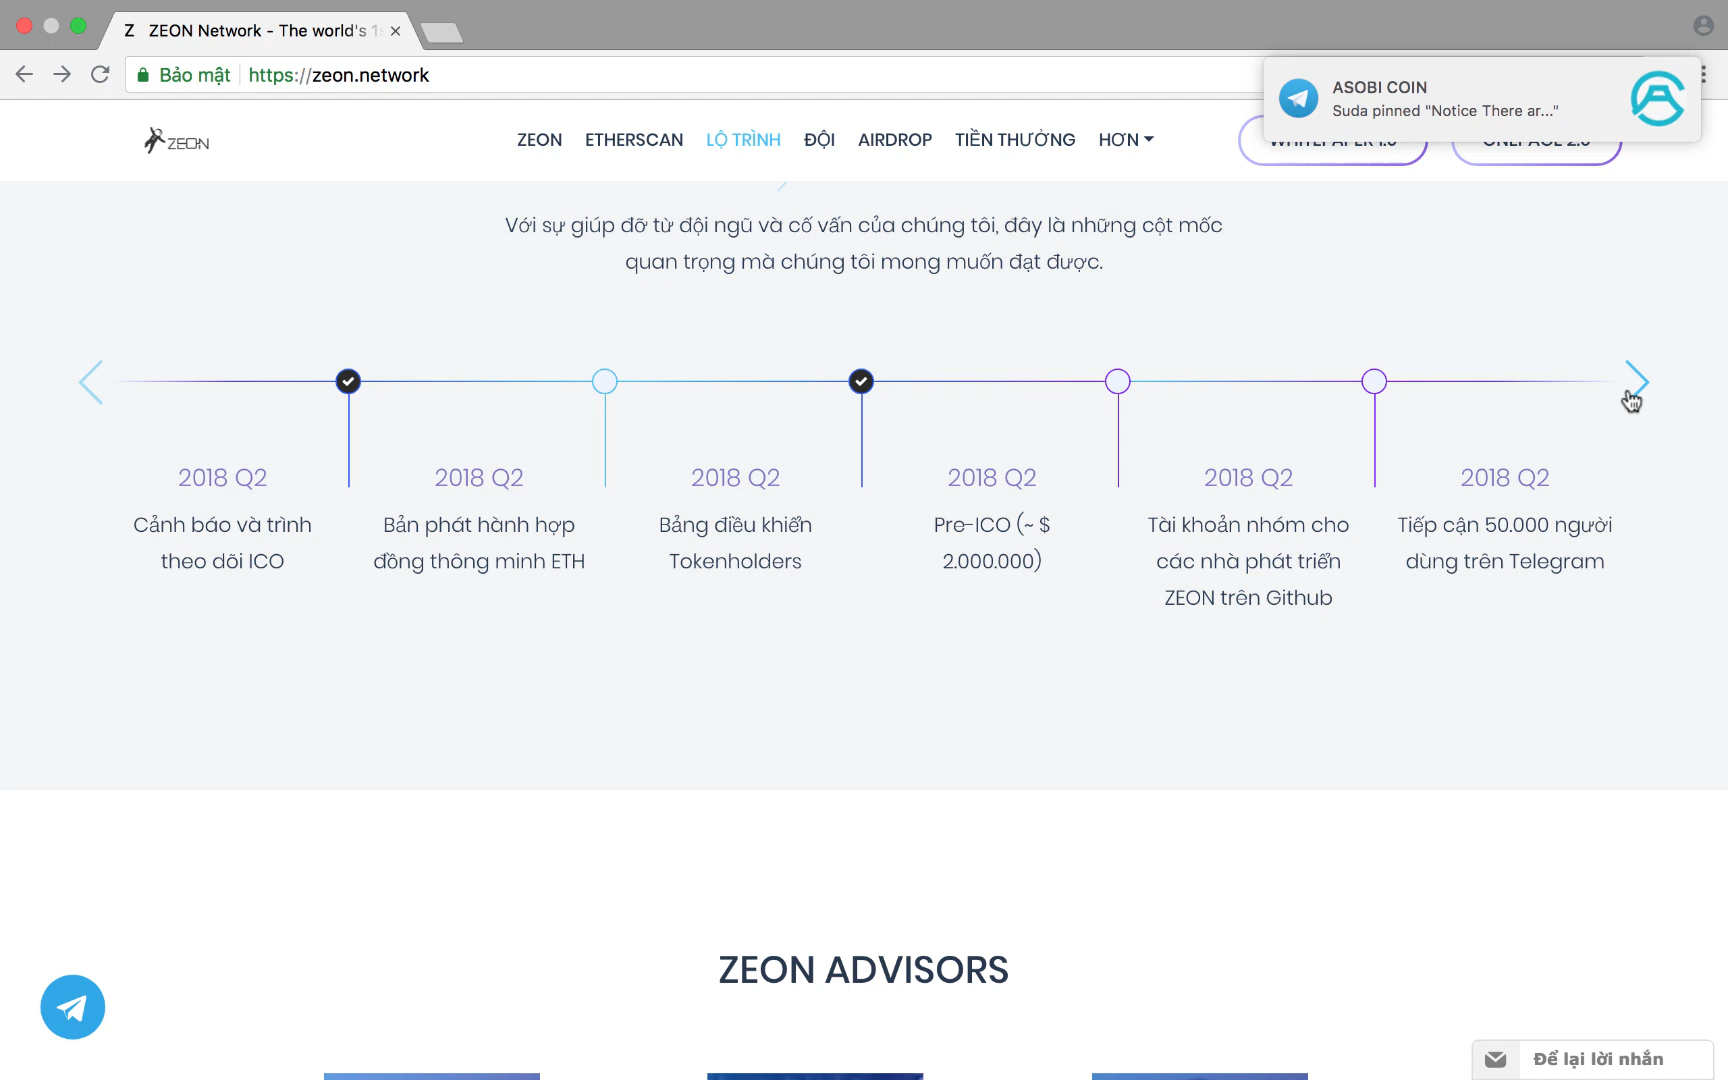 Z ZEON Network - The world's 1
Bảo mật https://zeon.network
ASOBI COIN
Suda pinned "Notice There ar..."
ZEON
ZEON ETHERSCAN LỘ TRÌNH ĐỘI AIRDROP TIỀN THƯỞNG HƠN
Với sự giúp đỡ từ đội ngũ và cố vấn của chúng tôi, đây là những cột mốc
quan trọng mà chúng tôi mong muốn đạt được.
2018 Q2
Cảnh báo và trình
theo dõi ICO
2018 Q2
Bản phát hành hợp
đồng thông minh ETH
2018 Q2
Bảng điều khiển
Tokenholders
2018 Q2
Pre-ICO (~ $
2.000.000)
2018 Q2
Tài khoản nhóm cho
các nhà phát triển
ZEON trên Github
2018 Q2
Tiếp cận 50.000 người
dùng trên Telegram
ZEON ADVISORS
Để lại lời nhắn